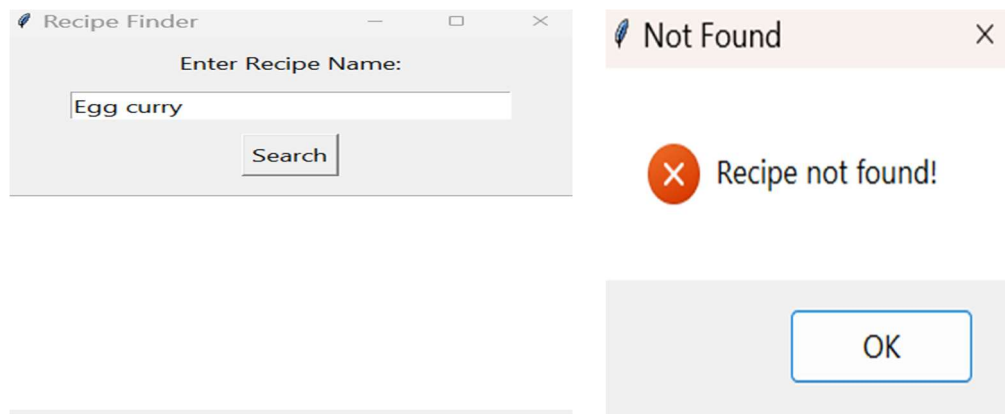 Recipe Finder
Enter Recipe Name:
Egg curry
Search
Not Found
Recipe not found!
OK